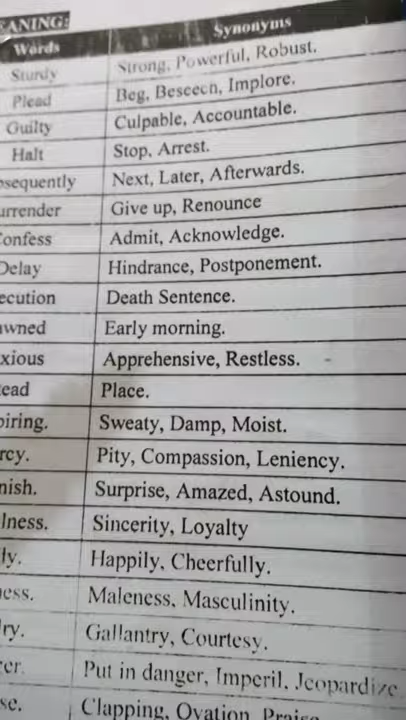 EANING:
Words Synonyms
Sturdy Strong, Powerful, Robust.
Plead Beg, Beseech, Implore.
Guilty Culpable, Accountable.
Halt Stop, Arrest.
bsequently Next, Later, Afterwards.
urrender Give up, Renounce
Confess Admit, Acknowledge.
Delay Hindrance, Postponement.
ecution Death Sentence.
awned Early morning.
xious Apprehensive, Restless.
ead Place.
piring. Sweaty, Damp, Moist.
rcy. Pity, Compassion, Leniency.
nish. Surprise, Amazed, Astound.
lness. Sincerity, Loyalty
ly. Happily, Cheerfully.
ness. Maleness, Masculinity.
ry. Gallantry, Courtesy.
er. Put in danger, Imperil, Jeopardize
se. Clapping, Ovation, Praise